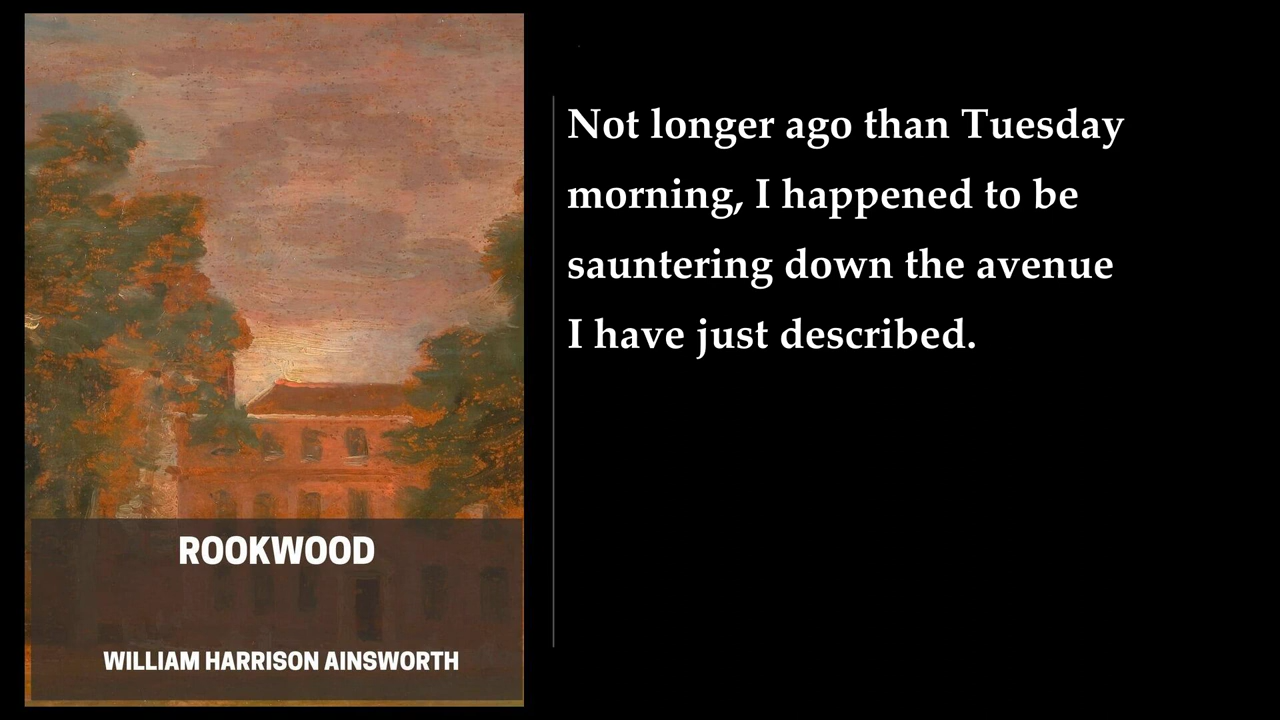 ROOKWOOD
WILLIAM HARRISON AINSWORTH
Not longer ago than Tuesday
morning, I happened to be
sauntering down the avenue
I have just described.